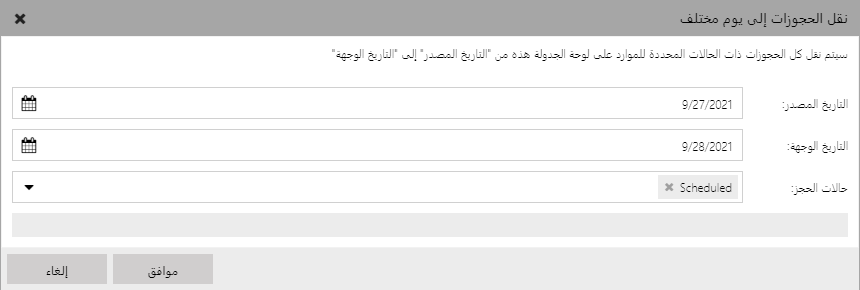 نقل الحجوزات إلى يوم مختلف
سيتم نقل كل الحجوزات ذات الحالات المحددة للموارد على لوحة الجدولة هذه من "التاريخ المصدر" إلى "التاريخ الوجهة"
التاريخ المصدر:
9/27/2021
التاريخ الوجهة:
9/28/2021
حالات الحجز:
Scheduled
موافق
إلغاء